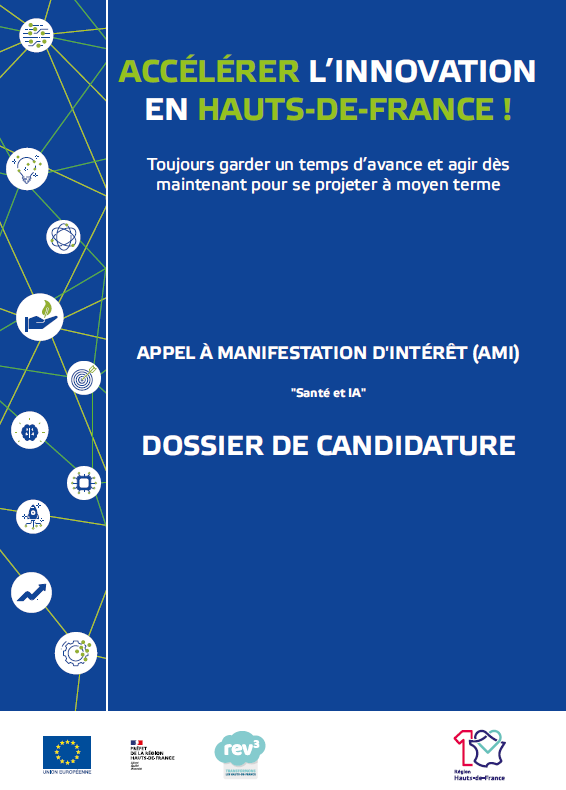 ACCÉLÉRER L’INNOVATION
EN HAUTS-DE-FRANCE !
Toujours garder un temps d’avance et agir dès
maintenant pour se projeter à moyen terme
APPEL À MANIFESTATION D'INTÉRÊT (AMI)
"Santé et IA"
DOSSIER DE CANDIDATURE
UNION EUROPÉENNE
PRÉFET
DE LA RÉGION
HAUTS-DE-FRANCE
rev3
Région
Hauts-de-France